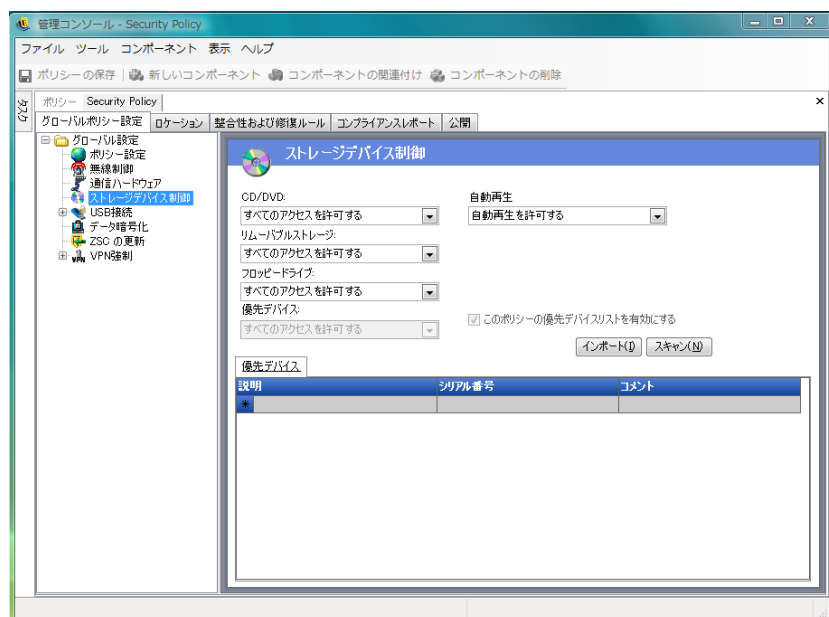 管理コンソール - Security Policy
ファイル ツール コンポーネント 表示 ヘルプ
ポリシーの保存 新しいコンポーネント コンポーネントの関連付け コンポーネントの削除
タスク
ポリシー Security Policy
グローバルポリシー設定 ロケーション 整合性および修復ルール コンプライアンスレポート 公開
グローバル設定
ポリシー設定
無線制御
通信ハードウェア
ストレージデバイス制御
USB接続
データ暗号化
ZSC の更新
VPN強制
ストレージデバイス制御
CD/DVD:
すべてのアクセスを許可する
リムーバブルストレージ:
すべてのアクセスを許可する
フロッピードライブ:
すべてのアクセスを許可する
優先デバイス:
すべてのアクセスを許可する
自動再生
自動再生を許可する
このポリシーの優先デバイスリストを有効にする
インポート(I) スキャン(N)
優先デバイス
説明 シリアル番号 コメント